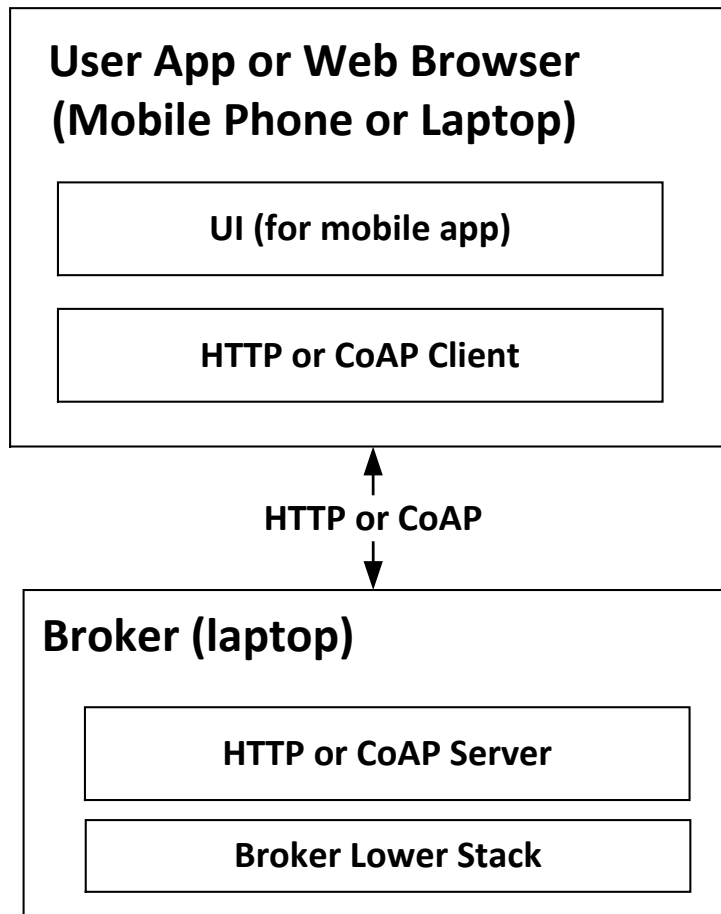 User App or Web Browser
(Mobile Phone or Laptop)
UI (for mobile app)
HTTP or CoAP Client
HTTP or CoAP
Broker (laptop)
HTTP or CoAP Server
Broker Lower Stack